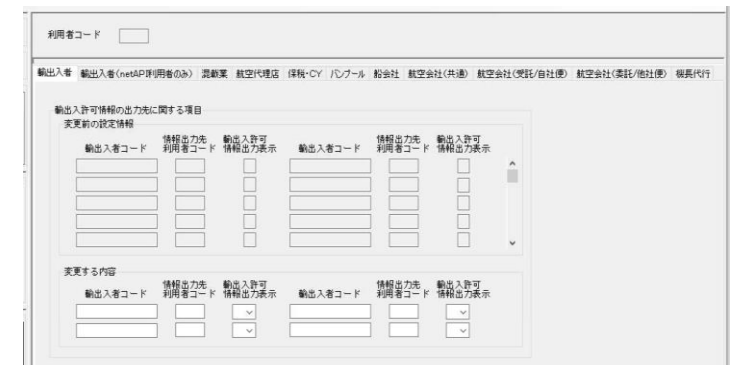 利用者コード
輸出入者 輸出入者(netAPI利用者のみ) 混載業 航空代理店 保税・CY バンプール 船会社 航空会社(共通) 航空会社(受託/自社便) 航空会社(委託/他社便) 機長代行
輸出入許可情報の出力先に関する項目
変更前の設定情報
輸出入者コード 情報出力先 利用者コード 輸出入許可 情報出力表示 輸出入者コード 情報出力先 利用者コード 輸出入許可 情報出力表示
変更する内容
輸出入者コード 情報出力先 利用者コード 輸出入許可 情報出力表示 輸出入者コード 情報出力先 利用者コード 輸出入許可 情報出力表示